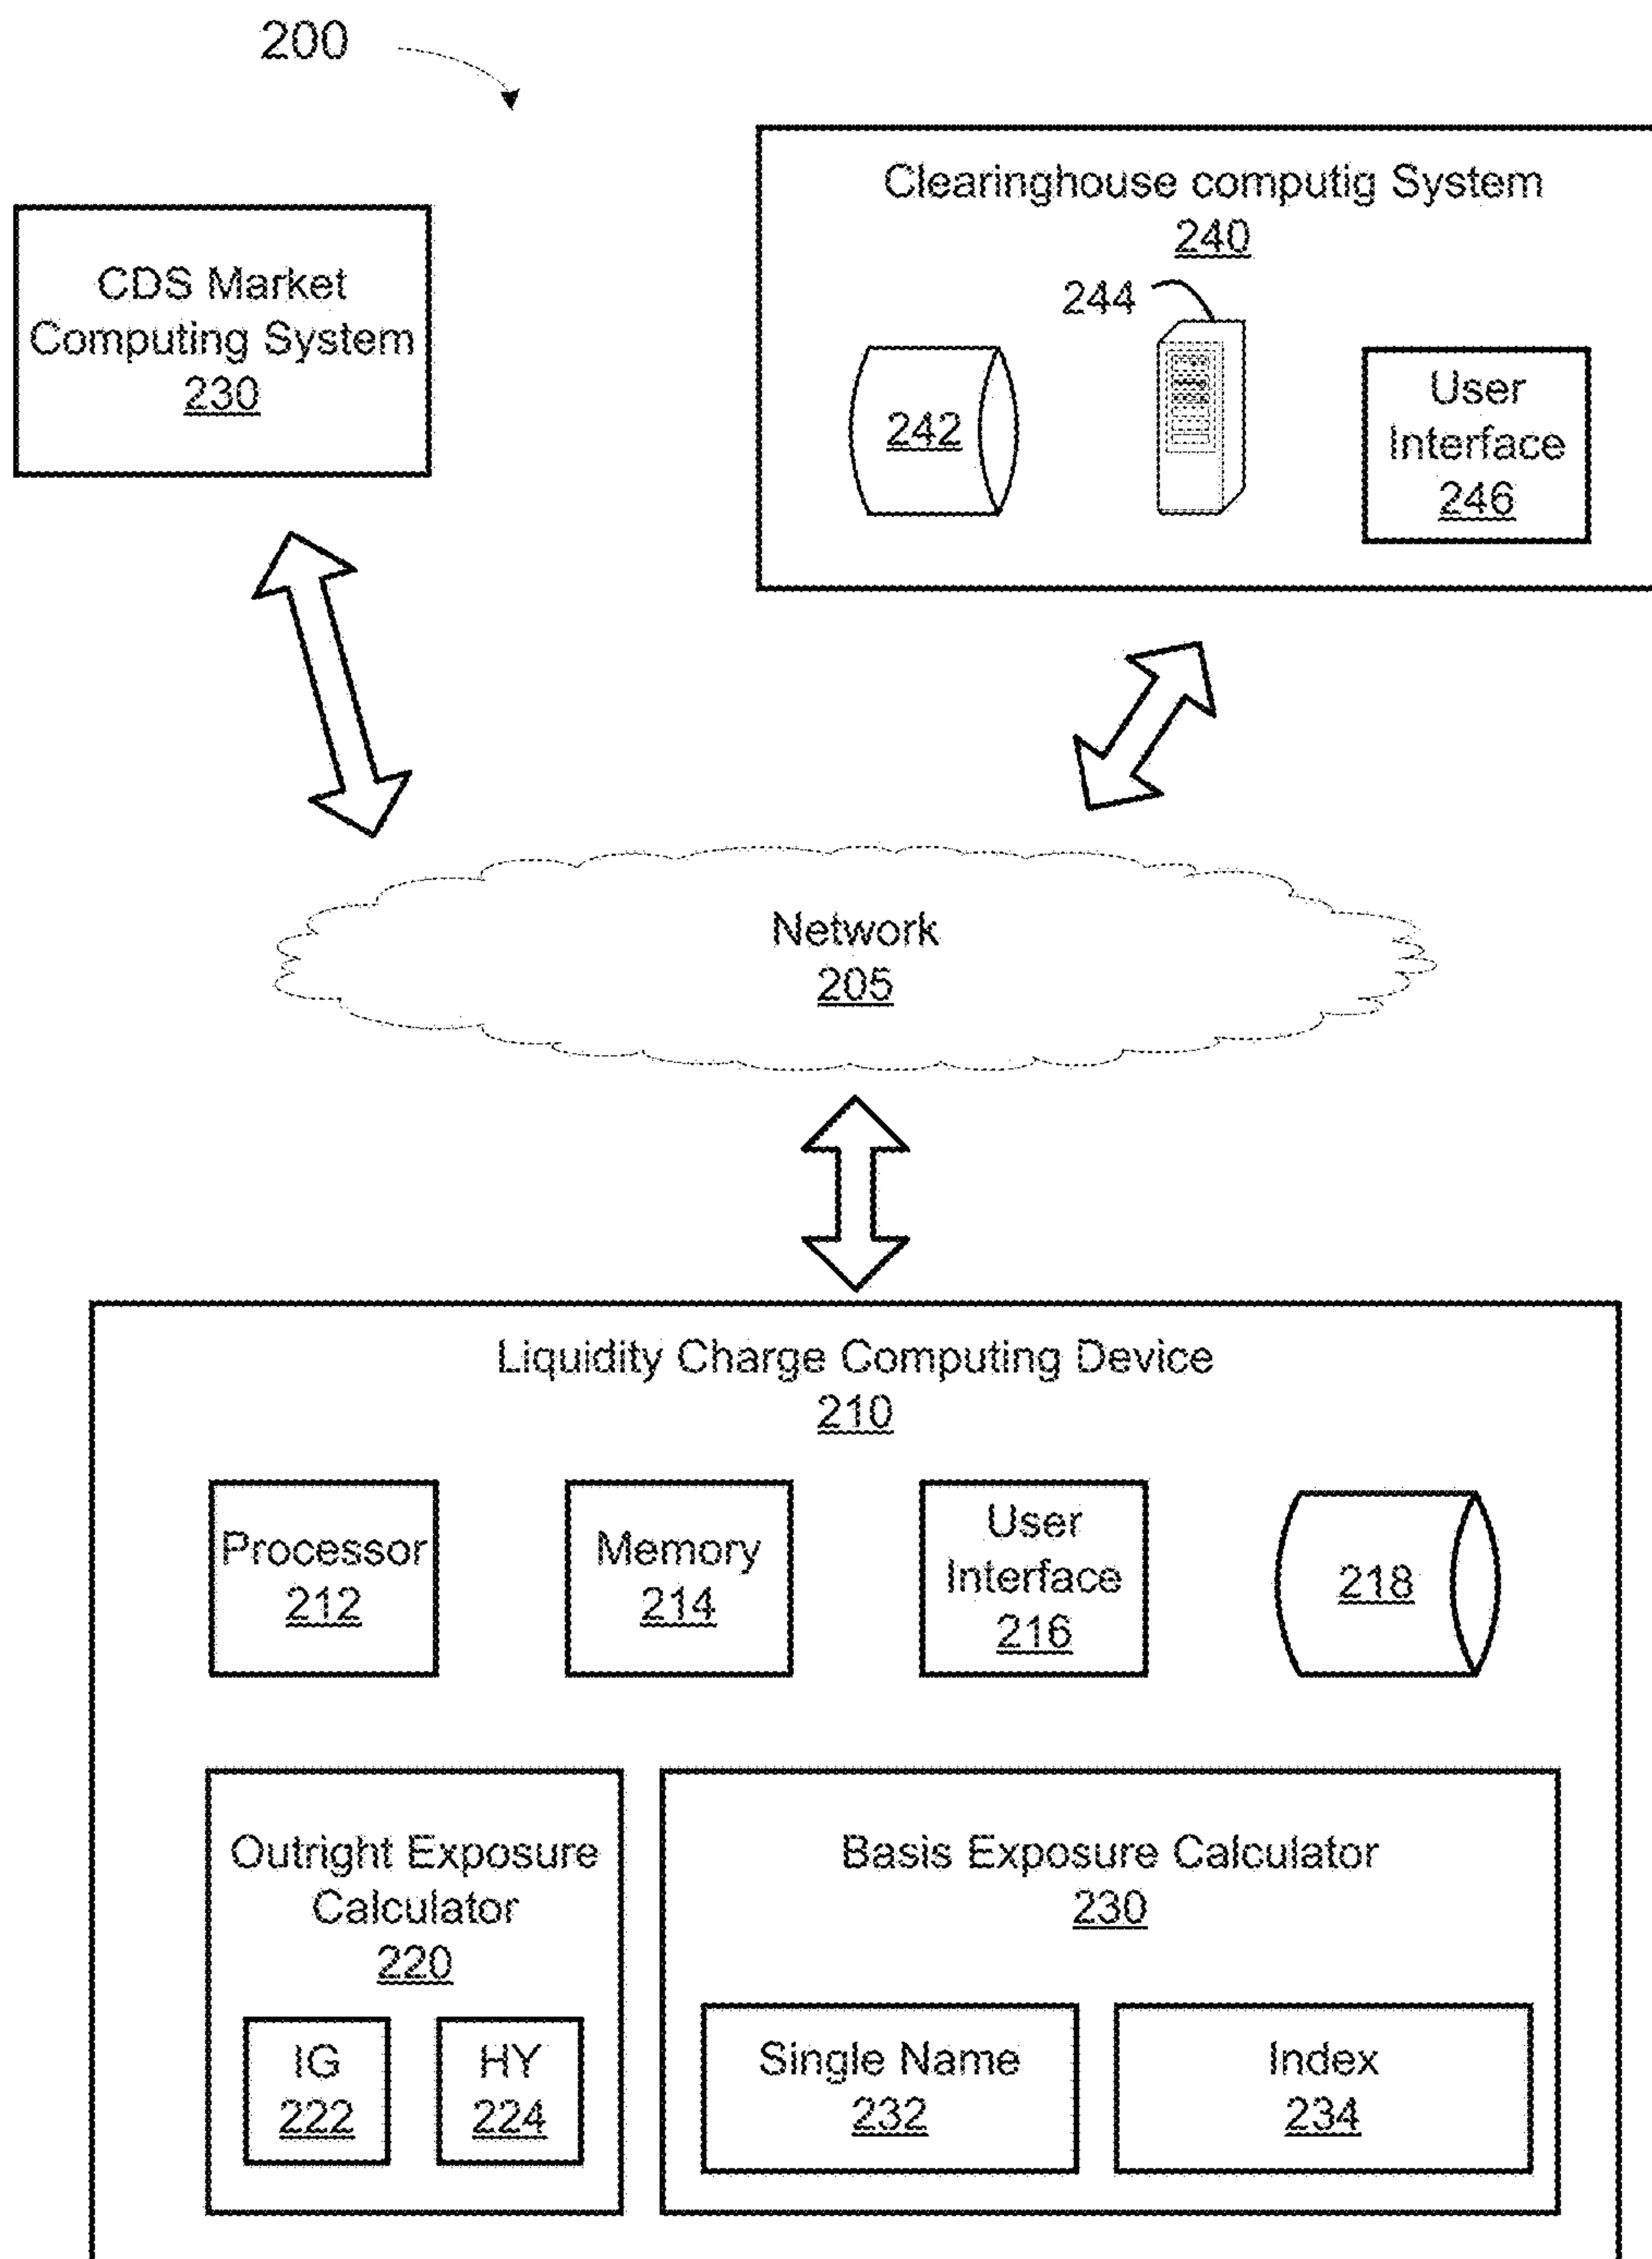 200
CDS Market
Computing System
230
Clearinghouse computig System
240
244
242
User
Interface
246
Network
205
Liquidity Charge Computing Device
210
Processor
212
Memory
214
User
Interface
216
218
Outright Exposure
Calculator
220
IG
222
HY
224
Basis Exposure Calculator
230
Single Name
232
Index
234